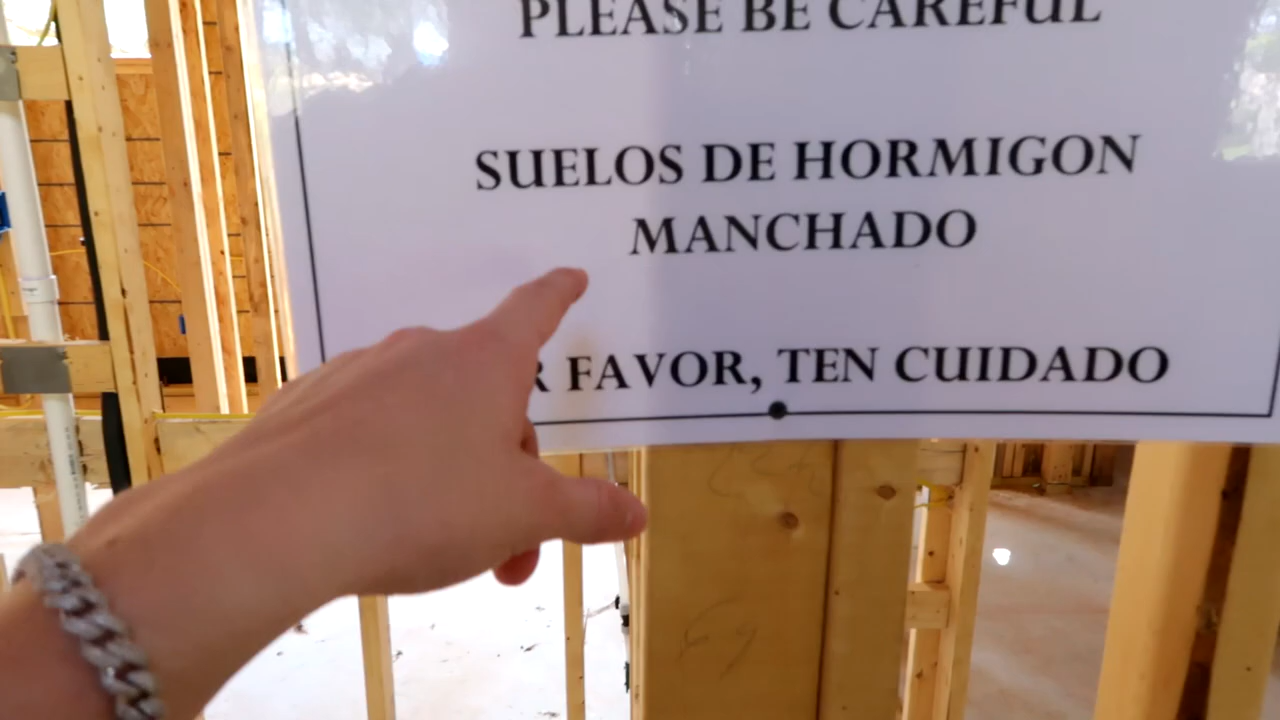 PLEASE BE CAREFUL
SUELOS DE HORMIGON
MANCHADO
FAVOR, TEN CUIDADO